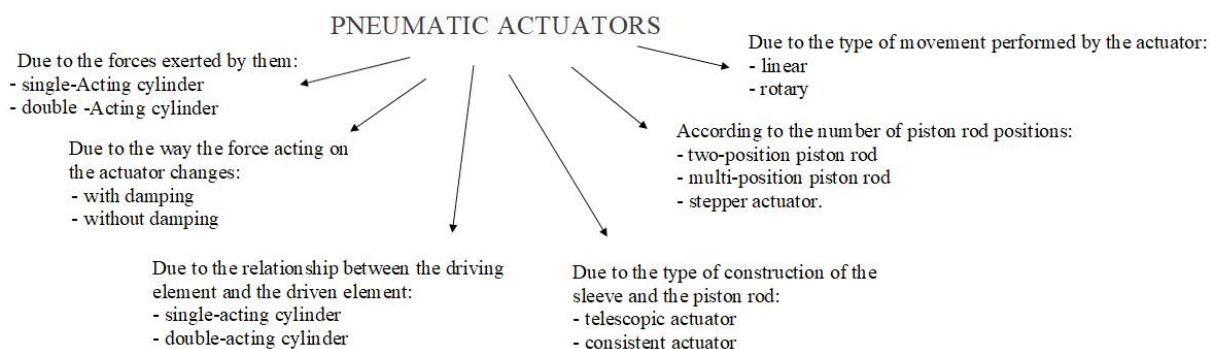 PNEUMATIC ACTUATORS
Due to the forces exerted by them:
- single-Acting cylinder
- double -Acting cylinder
Due to the way the force acting on
the actuator changes:
- with damping
- without damping
Due to the relationship between the driving
element and the driven element:
- single-acting cylinder
- double-acting cylinder
Due to the type of construction of the
sleeve and the piston rod:
- telescopic actuator
- consistent actuator
According to the number of piston rod positions:
- two-position piston rod
- multi-position piston rod
- stepper actuator.
Due to the type of movement performed by the actuator:
- linear
- rotary